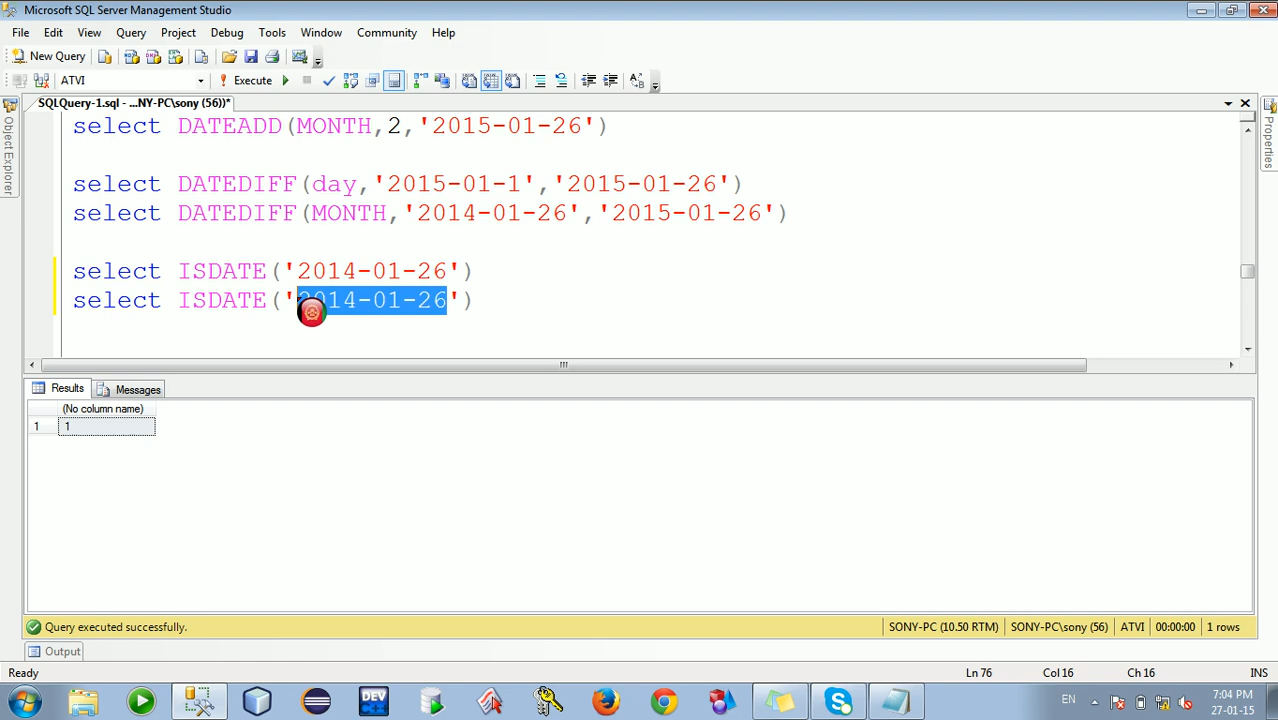 Microsoft SQL Server Management Studio
File Edit View Query Project Debug Tools Window Community Help
New Query
ATVI Execute
SQLQuery-1.sql - ...NY-PC\sony (56))*
Object Explorer
Properties
select DATEADD(MONTH,2,'2015-01-26')
select DATEDIFF(day,'2015-01-1','2015-01-26')
select DATEDIFF(MONTH,'2014-01-26','2015-01-26')
select ISDATE('2014-01-26')
select ISDATE('2014-01-26')
Results Messages
(No column name)
1 1
Query executed successfully. SONY-PC (10.50 RTM) SONY-PC\sony (56) ATVI 00:00:00 1 rows
Output
Ready Ln 76 Col 16 Ch 16 INS
DEV
EN 7:04 PM
27-01-15